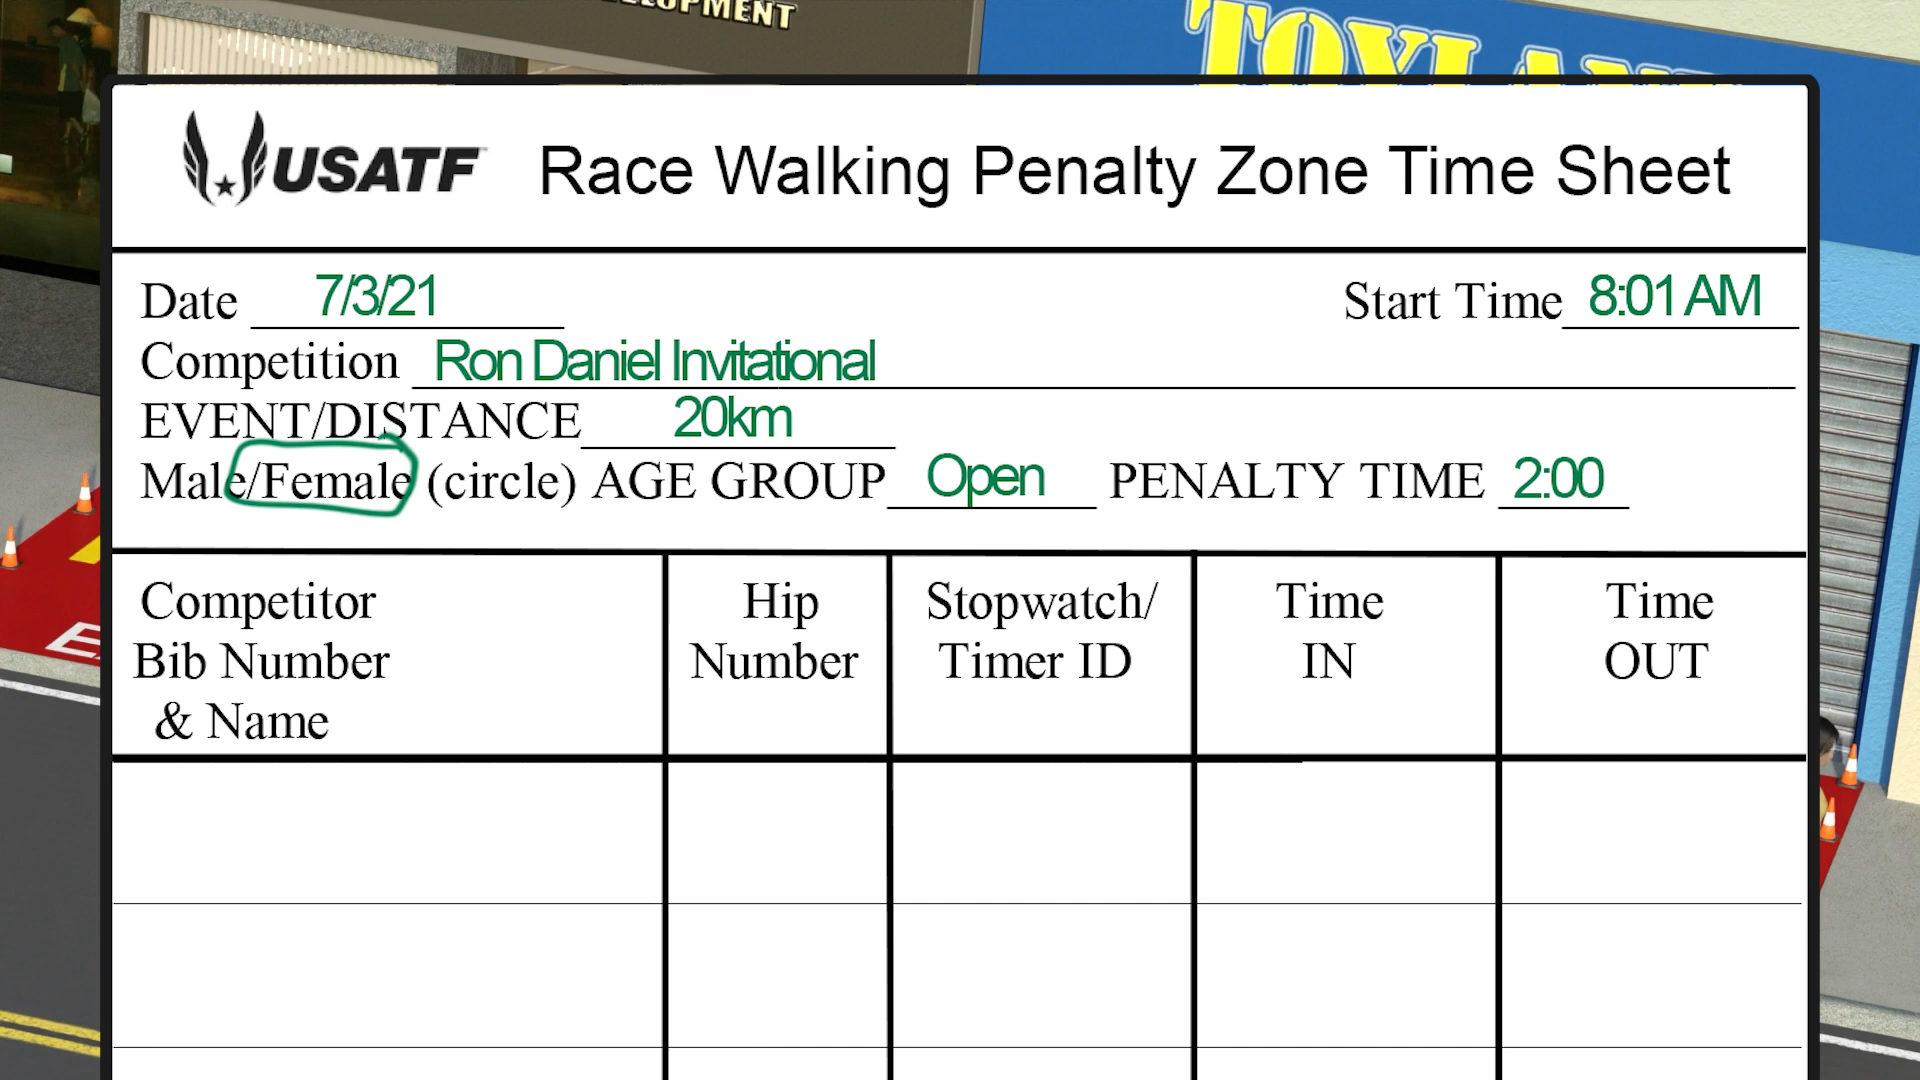 ELOPMENT
TOYLAN
USATF
Race Walking Penalty Zone Time Sheet
Date 7/3/21 Start Time 8:01 AM
Competition Ron Daniel Invitational
EVENT/DISTANCE 20km
Male/Female (circle) AGE GROUP Open PENALTY TIME 2:00
Competitor Bib Number & Name
Hip Number
Stopwatch/ Timer ID
Time IN
Time OUT